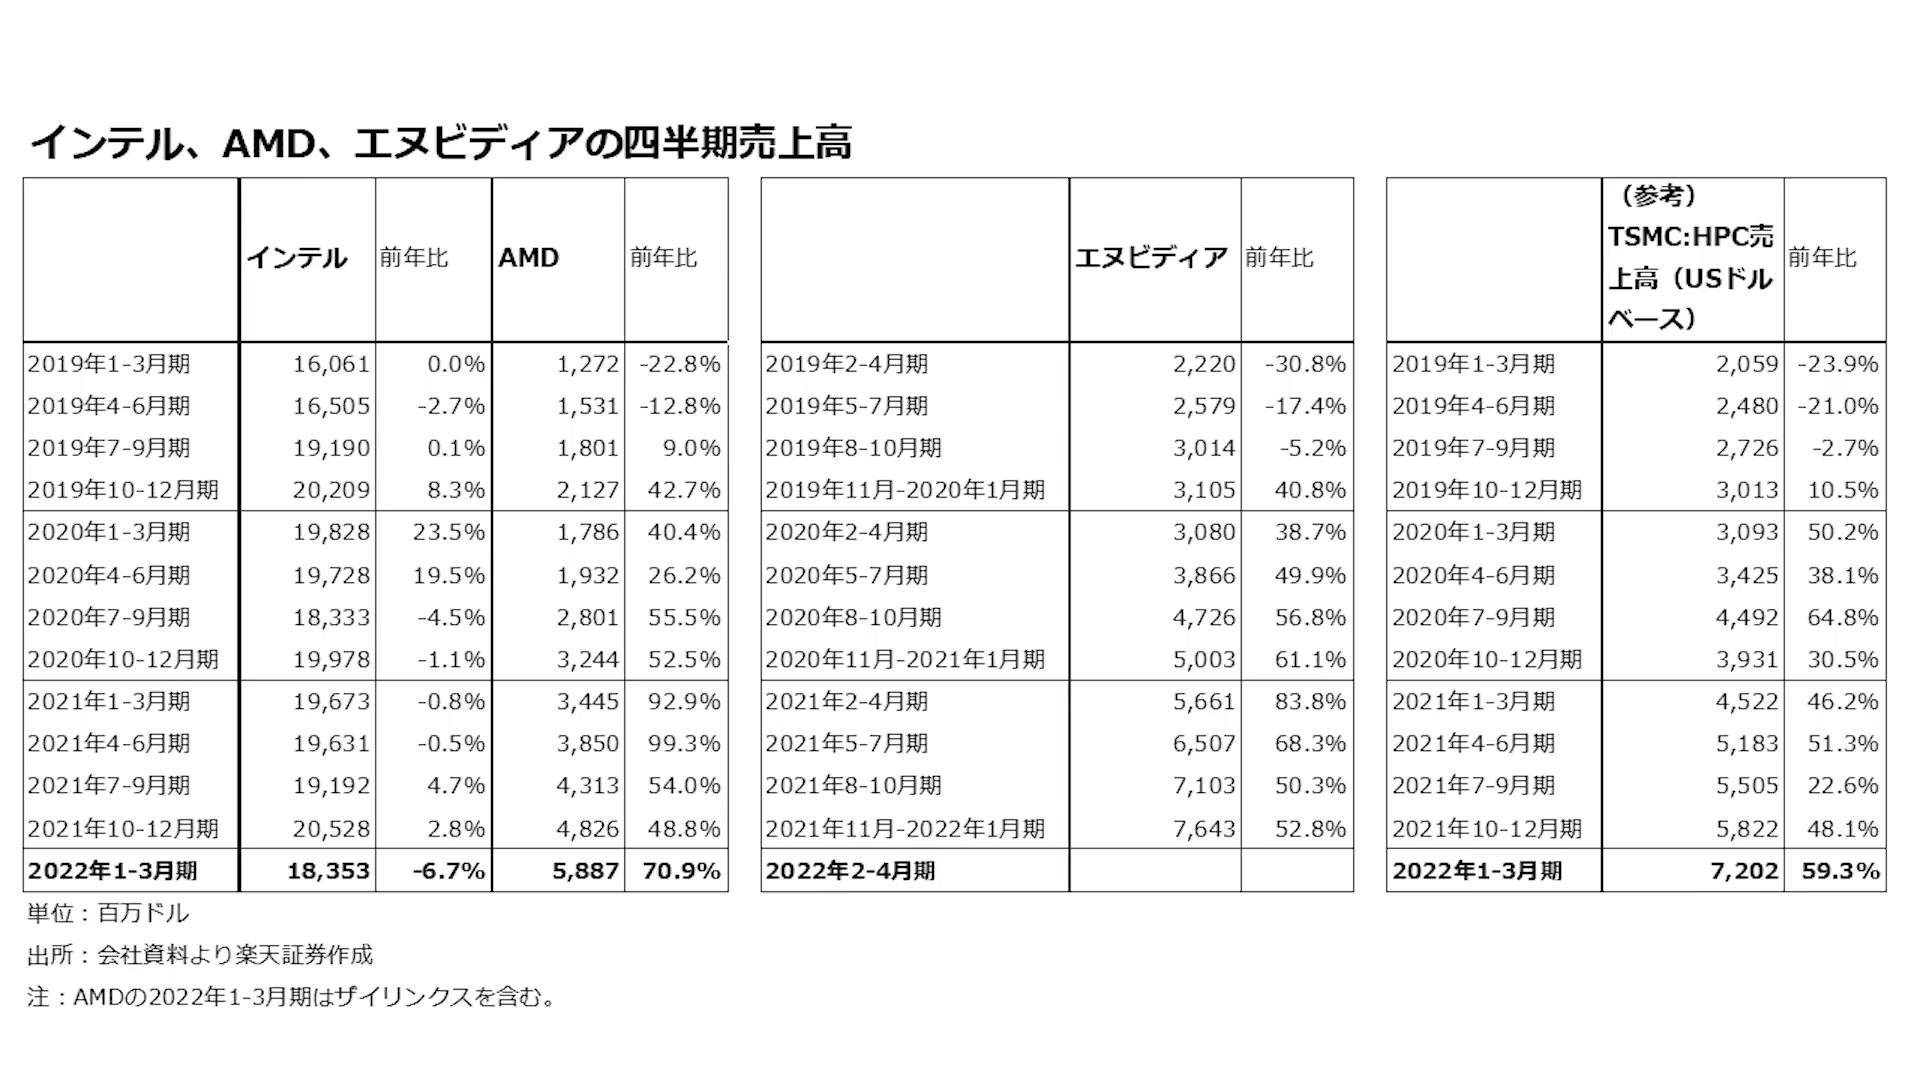 インテル、AMD、エヌビディアの四半期売上高
インテル 前年比 AMD 前年比
2019年1-3月期 16,061 0.0% 1,272 -22.8%
2019年4-6月期 16,505 -2.7% 1,531 -12.8%
2019年7-9月期 19,190 0.1% 1,801 9.0%
2019年10-12月期 20,209 8.3% 2,127 42.7%
2020年1-3月期 19,828 23.5% 1,786 40.4%
2020年4-6月期 19,728 19.5% 1,932 26.2%
2020年7-9月期 18,333 -4.5% 2,801 55.5%
2020年10-12月期 19,978 -1.1% 3,244 52.5%
2021年1-3月期 19,673 -0.8% 3,445 92.9%
2021年4-6月期 19,631 -0.5% 3,850 99.3%
2021年7-9月期 19,192 4.7% 4,313 54.0%
2021年10-12月期 20,528 2.8% 4,826 48.8%
2022年1-3月期 18,353 -6.7% 5,887 70.9%
エヌビディア 前年比
2019年2-4月期 2,220 -30.8%
2019年5-7月期 2,579 -17.4%
2019年8-10月期 3,014 -5.2%
2019年11月-2020年1月期 3,105 40.8%
2020年2-4月期 3,080 38.7%
2020年5-7月期 3,866 49.9%
2020年8-10月期 4,726 56.8%
2020年11月-2021年1月期 5,003 61.1%
2021年2-4月期 5,661 83.8%
2021年5-7月期 6,507 68.3%
2021年8-10月期 7,103 50.3%
2021年11月-2022年1月期 7,643 52.8%
2022年2-4月期
（参考）
TSMC:HPC売
上高（USドル
ベース）
前年比
2019年1-3月期 2,059 -23.9%
2019年4-6月期 2,480 -21.0%
2019年7-9月期 2,726 -2.7%
2019年10-12月期 3,013 10.5%
2020年1-3月期 3,093 50.2%
2020年4-6月期 3,425 38.1%
2020年7-9月期 4,492 64.8%
2020年10-12月期 3,931 30.5%
2021年1-3月期 4,522 46.2%
2021年4-6月期 5,183 51.3%
2021年7-9月期 5,505 22.6%
2021年10-12月期 5,822 48.1%
2022年1-3月期 7,202 59.3%
単位：百万ドル
出所：会社資料より楽天証券作成
注：AMDの2022年1-3月期はザイリンクスを含む。